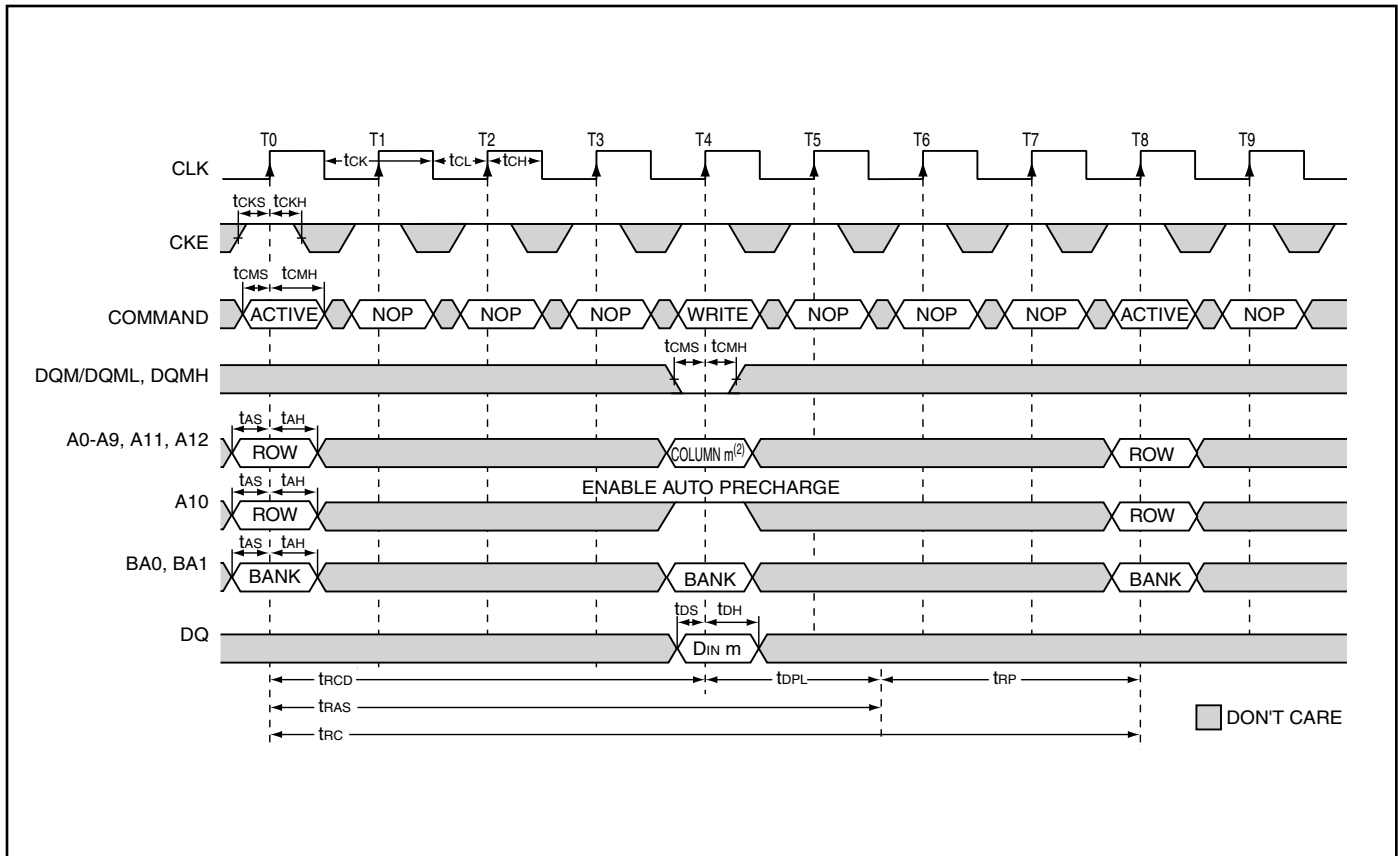 T0 T1 T2 T3 T4 T5 T6 T7 T8 T9
CLK tCK tCL tCH
tCKS tCKH
CKE
tCMS tCMH
COMMAND ACTIVE NOP NOP NOP WRITE NOP NOP NOP ACTIVE NOP
tCMS tCMH
DQM/DQML, DQMH
tAS tAH
A0-A9, A11, A12 ROW COLUMN m(2) ROW
tAS tAH ENABLE AUTO PRECHARGE
A10 ROW ROW
tAS tAH
BA0, BA1 BANK BANK BANK
tDS tDH
DQ DIN m
tRCD tDPL tRP
tRAS
DON'T CARE
tRC